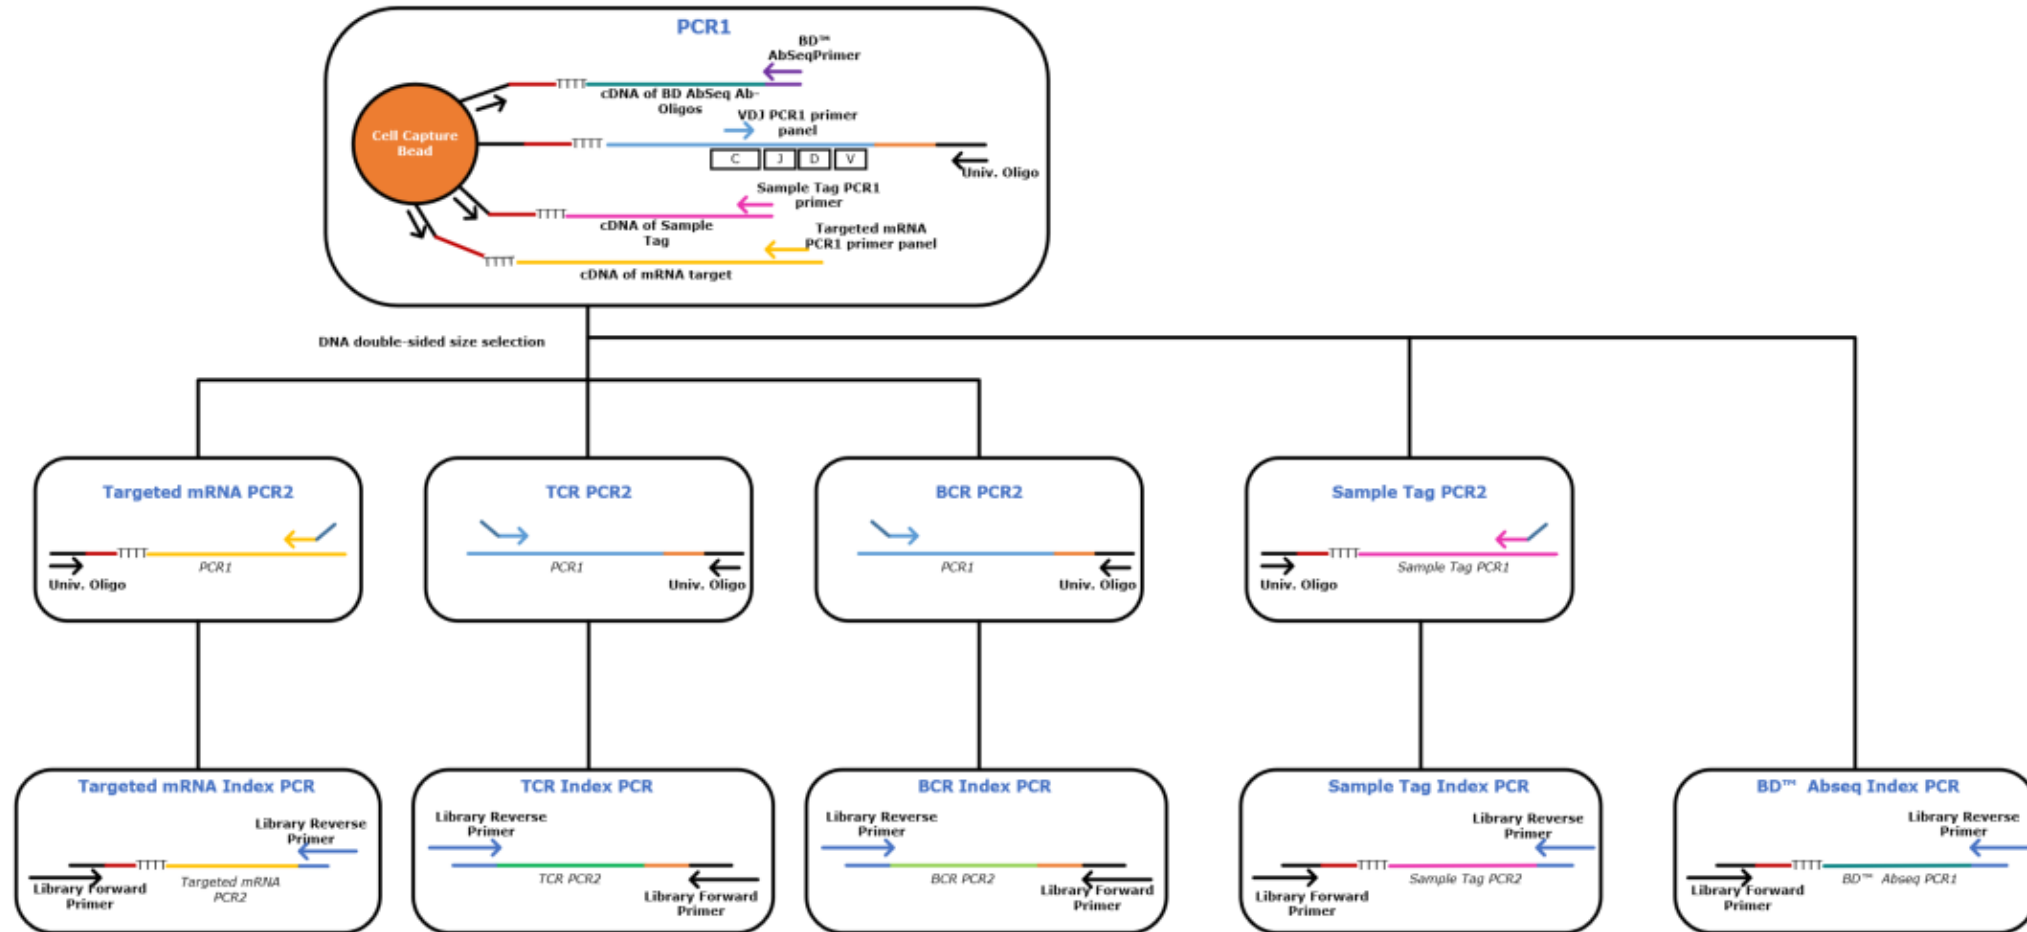 PCR1
BD™
AbSeqPrimer
TTTT
cDNA of BD AbSeq Ab-
Oligos
VDJ PCR1 primer
panel
Cell Capture
Bead
TTTT
C J D V
Univ. Oligo
Sample Tag PCR1
primer
TTTT
cDNA of Sample
Tag
Targeted mRNA
PCR1 primer panel
TTTT
cDNA of mRNA target
DNA double-sided size selection
Targeted mRNA PCR2
TTTT
PCR1
Univ. Oligo
TCR PCR2
PCR1
Univ. Oligo
BCR PCR2
PCR1
Univ. Oligo
Sample Tag PCR2
TTTT
Sample Tag PCR1
Univ. Oligo
Targeted mRNA Index PCR
Library Reverse
Primer
TTTT
Targeted mRNA
PCR2
Library Forward
Primer
TCR Index PCR
Library Reverse
Primer
TCR PCR2
Library Forward
Primer
BCR Index PCR
Library Reverse
Primer
BCR PCR2
Library Forward
Primer
Sample Tag Index PCR
Library Reverse
Primer
TTTT
Sample Tag PCR2
Library Forward
Primer
BD™ Abseq Index PCR
Library Reverse
Primer
TTTT
BD™ Abseq PCR1
Library Forward
Primer